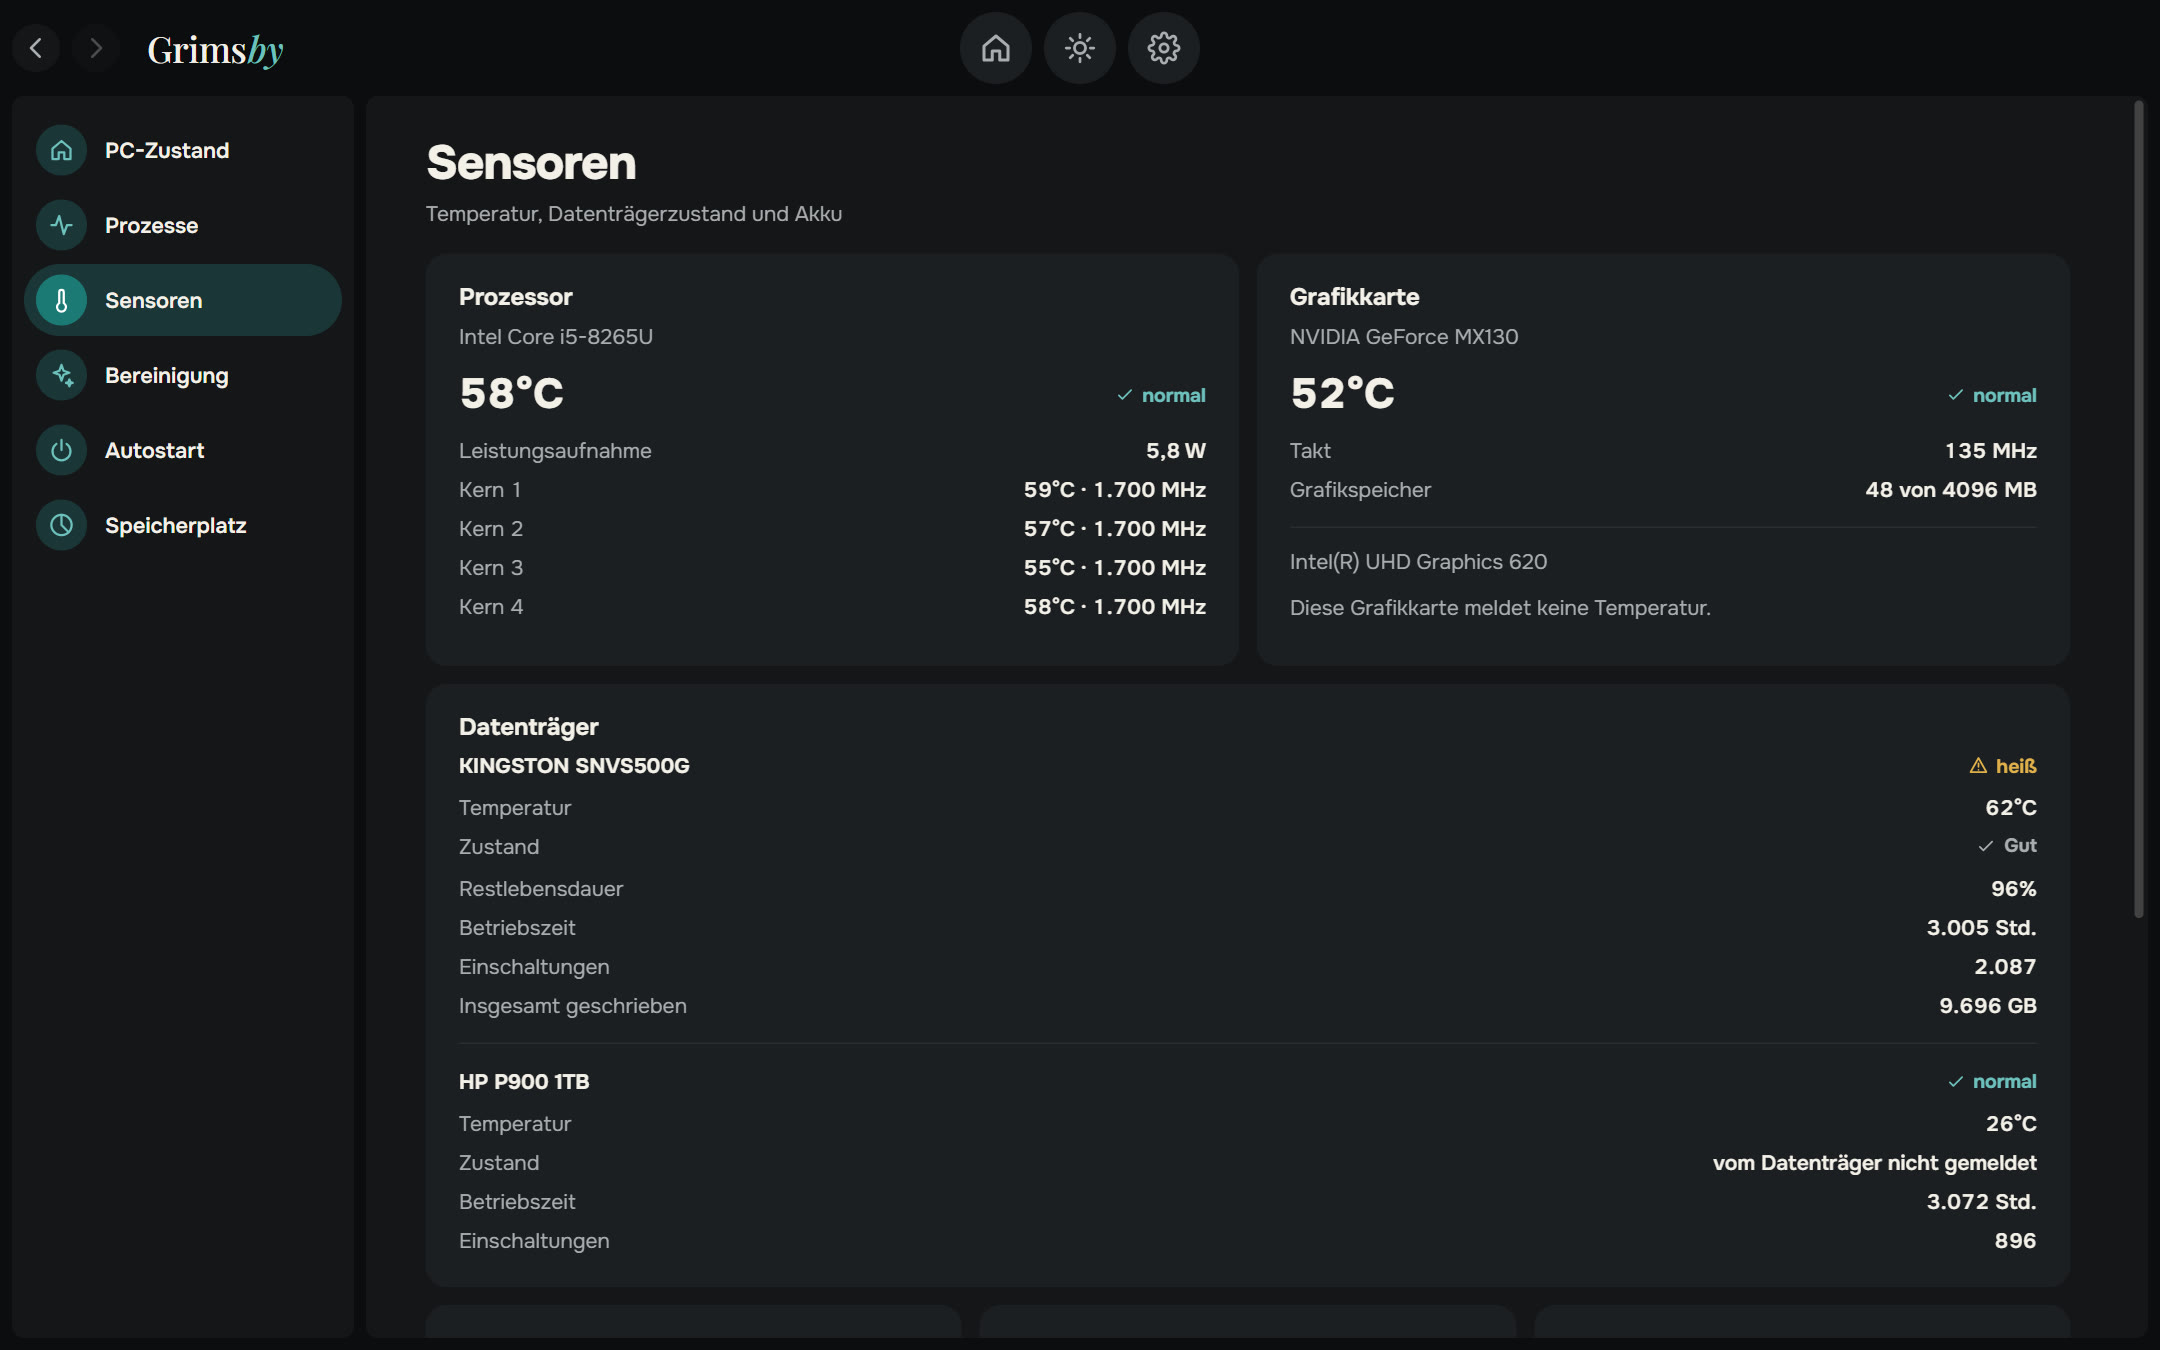 Grimsby
PC-Zustand
Prozesse
Sensoren
Bereinigung
Autostart
Speicherplatz
Sensoren
Temperatur, Datenträgerzustand und Akku
Prozessor
Intel Core i5-8265U
58°C normal
Leistungsaufnahme 5,8 W
Kern 1 59°C · 1.700 MHz
Kern 2 57°C · 1.700 MHz
Kern 3 55°C · 1.700 MHz
Kern 4 58°C · 1.700 MHz
Grafikkarte
NVIDIA GeForce MX130
52°C normal
Takt 135 MHz
Grafikspeicher 48 von 4096 MB
Intel(R) UHD Graphics 620
Diese Grafikkarte meldet keine Temperatur.
Datenträger
KINGSTON SNVS500G heiß
Temperatur 62°C
Zustand Gut
Restlebensdauer 96%
Betriebszeit 3.005 Std.
Einschaltungen 2.087
Insgesamt geschrieben 9.696 GB
HP P900 1TB normal
Temperatur 26°C
Zustand vom Datenträger nicht gemeldet
Betriebszeit 3.072 Std.
Einschaltungen 896